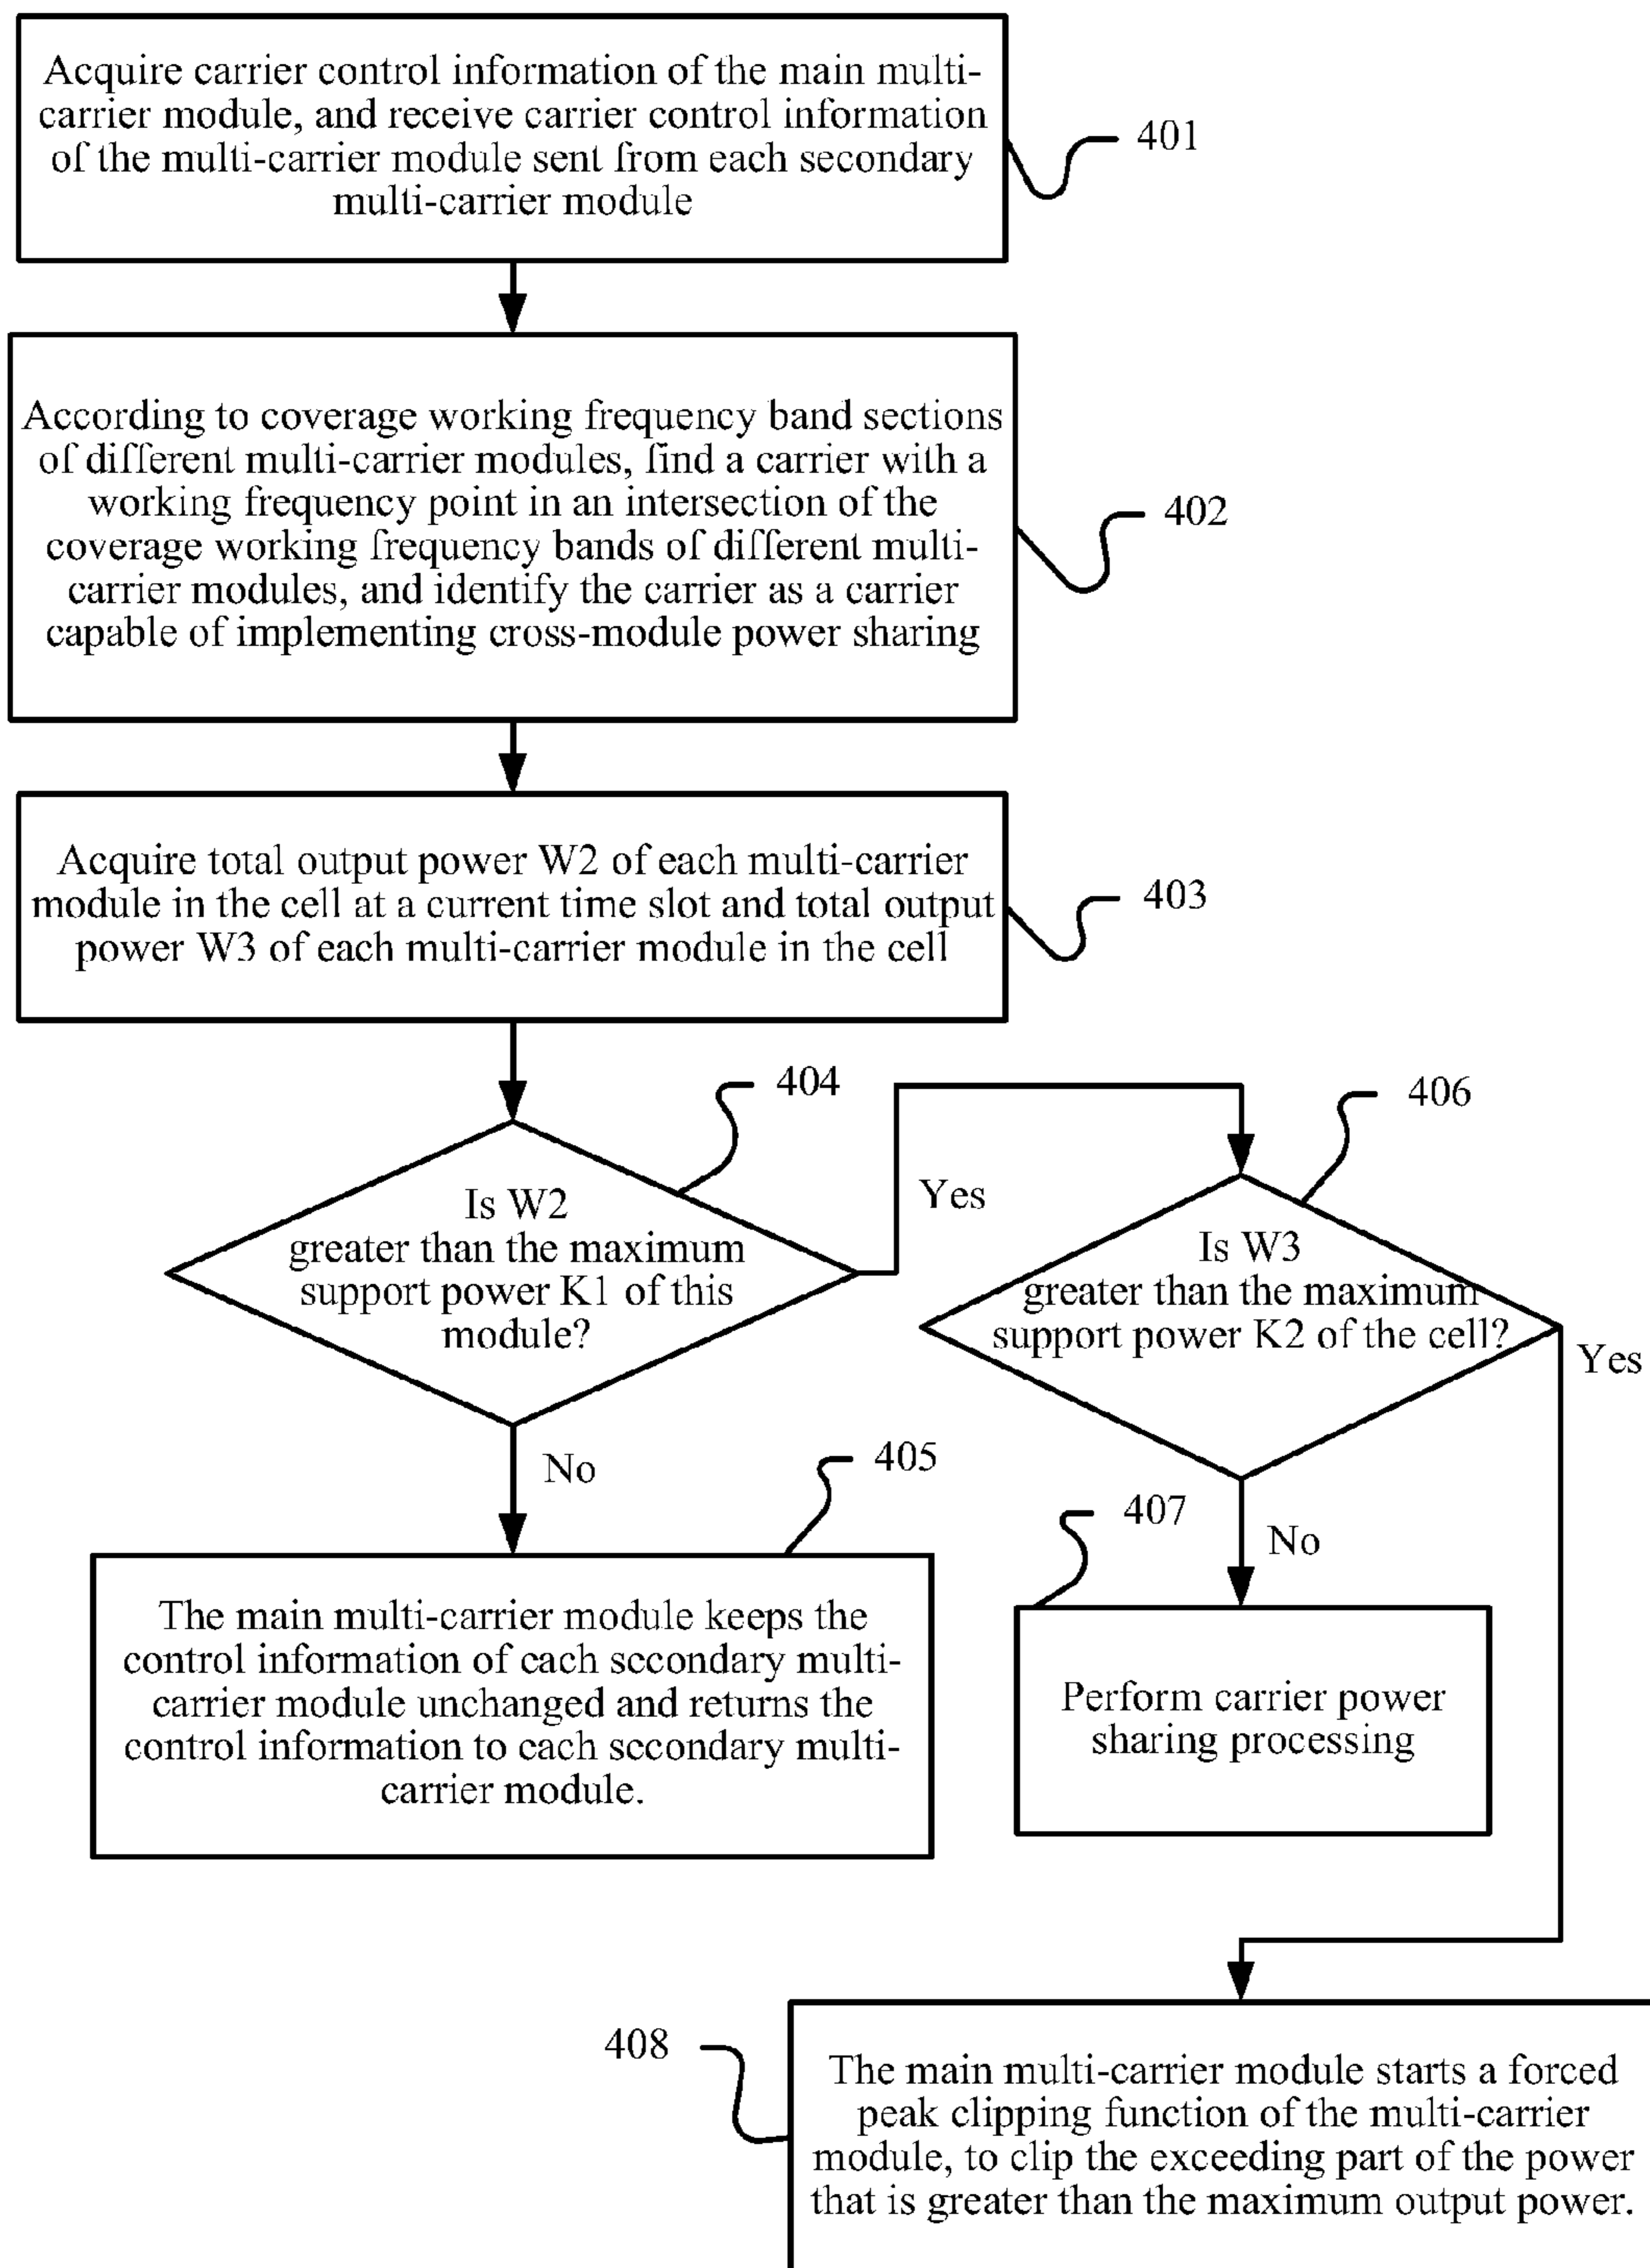 Acquire carrier control information of the main multi-
carrier module, and receive carrier control information
of the multi-carrier module sent from each secondary
multi-carrier module
401
According to coverage working frequency band sections
of different multi-carrier modules, find a carrier with a
working frequency point in an intersection of the
coverage working frequency bands of different multi-
carrier modules, and identify the carrier as a carrier
capable of implementing cross-module power sharing
402
Acquire total output power W2 of each multi-carrier
module in the cell at a current time slot and total output
power W3 of each multi-carrier module in the cell
403
404
Is W2
greater than the maximum
support power K1 of this
module?
Yes
No
406
Is W3
greater than the maximum
support power K2 of the cell?
Yes
No
405
The main multi-carrier module keeps the
control information of each secondary multi-
carrier module unchanged and returns the
control information to each secondary multi-
carrier module.
407
Perform carrier power
sharing processing
408
The main multi-carrier module starts a forced
peak clipping function of the multi-carrier
module, to clip the exceeding part of the power
that is greater than the maximum output power.